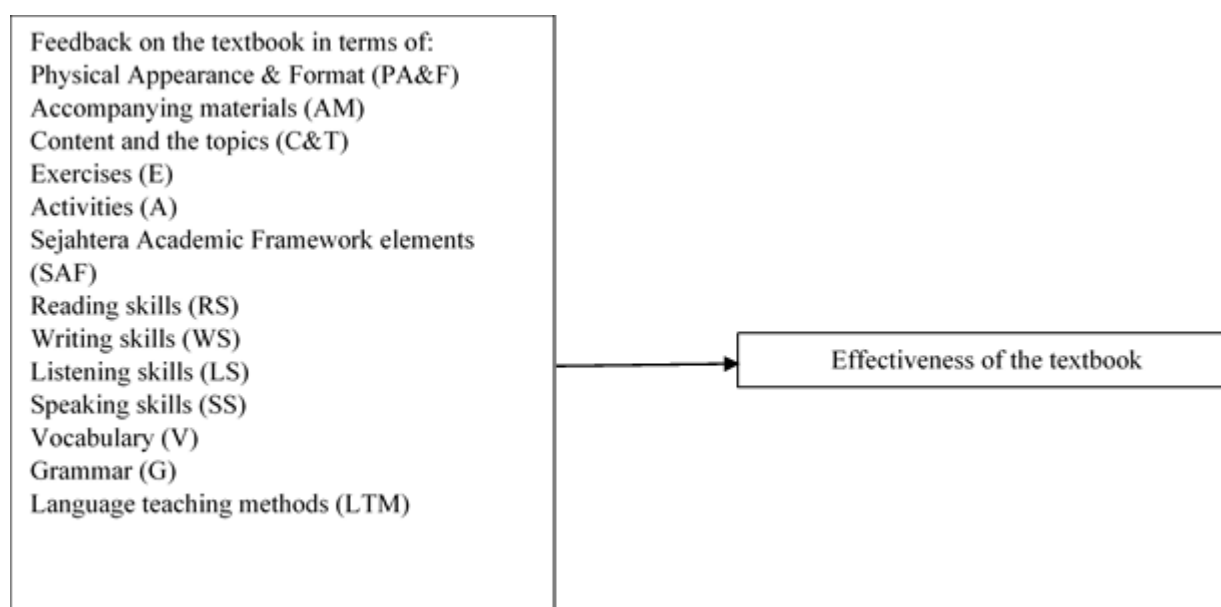 Feedback on the textbook in terms of:
Physical Appearance & Format (PA&F)
Accompanying materials (AM)
Content and the topics (C&T)
Exercises (E)
Activities (A)
Sejahtera Academic Framework elements
(SAF)
Reading skills (RS)
Writing skills (WS)
Listening skills (LS)
Speaking skills (SS)
Vocabulary (V)
Grammar (G)
Language teaching methods (LTM)
Effectiveness of the textbook